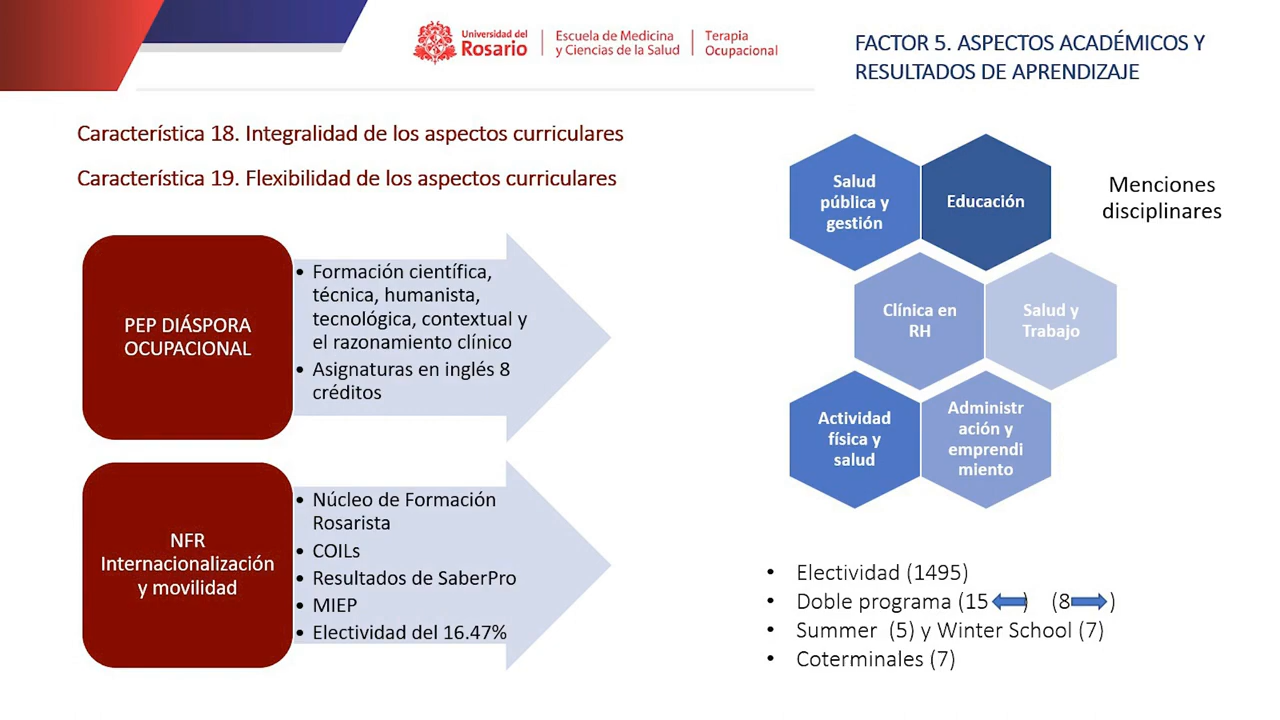 Universidad del
Rosario
Escuela de Medicina
y Ciencias de la Salud
Terapia
Ocupacional
FACTOR 5. ASPECTOS ACADÉMICOS Y
RESULTADOS DE APRENDIZAJE
Característica 18. Integralidad de los aspectos curriculares
Característica 19. Flexibilidad de los aspectos curriculares
PEP DIÁSPORA
OCUPACIONAL
• Formación científica,
técnica, humanista,
tecnológica, contextual y
el razonamiento clínico
• Asignaturas en inglés 8
créditos
NFR
Internacionalización
y movilidad
• Núcleo de Formación
Rosarista
• COILs
• Resultados de SaberPro
• MIEP
• Electividad del 16.47%
Salud
pública y
gestión
Educación
Menciones
disciplinares
Clínica en
RH
Salud y
Trabajo
Actividad
física y
salud
Administr
ación y
emprendi
miento
• Electividad (1495)
• Doble programa (15 ) (8 )
• Summer (5) y Winter School (7)
• Coterminales (7)